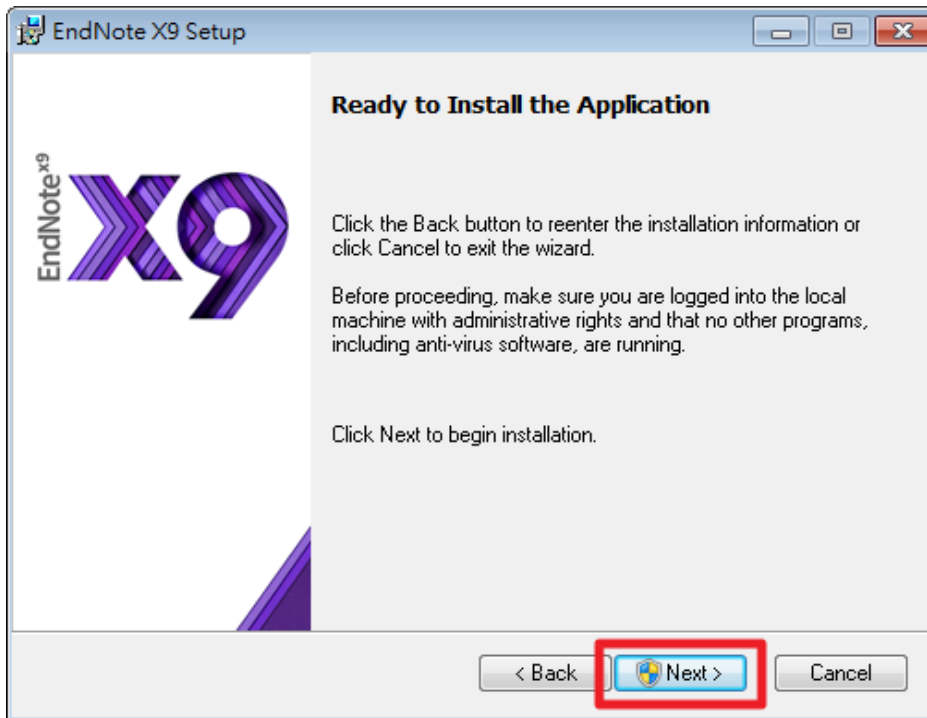 EndNote X9 Setup
Ready to Install the Application
EndNote x9
X9
Click the Back button to reenter the installation information or
click Cancel to exit the wizard.
Before proceeding, make sure you are logged into the local
machine with administrative rights and that no other programs,
including anti-virus software, are running.
Click Next to begin installation.
< Back
Next >
Cancel